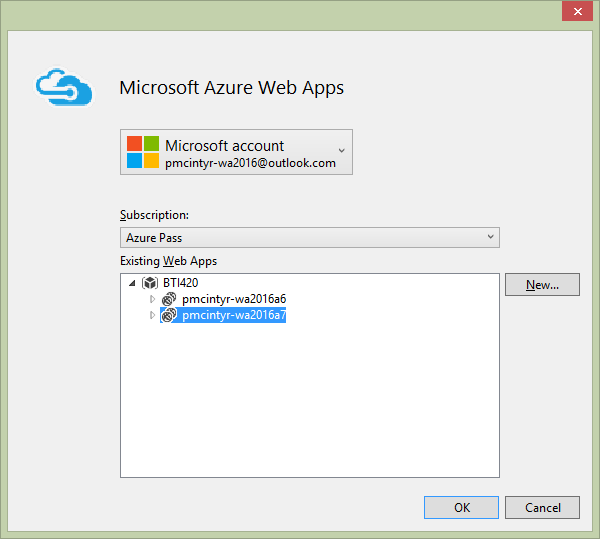 Microsoft Azure Web Apps
Microsoft account
pmcintyr-wa2016@outlook.com
Subscription:
Azure Pass
Existing Web Apps
BTI420
pmcintyr-wa2016a6
pmcintyr-wa2016a7
New...
OK
Cancel